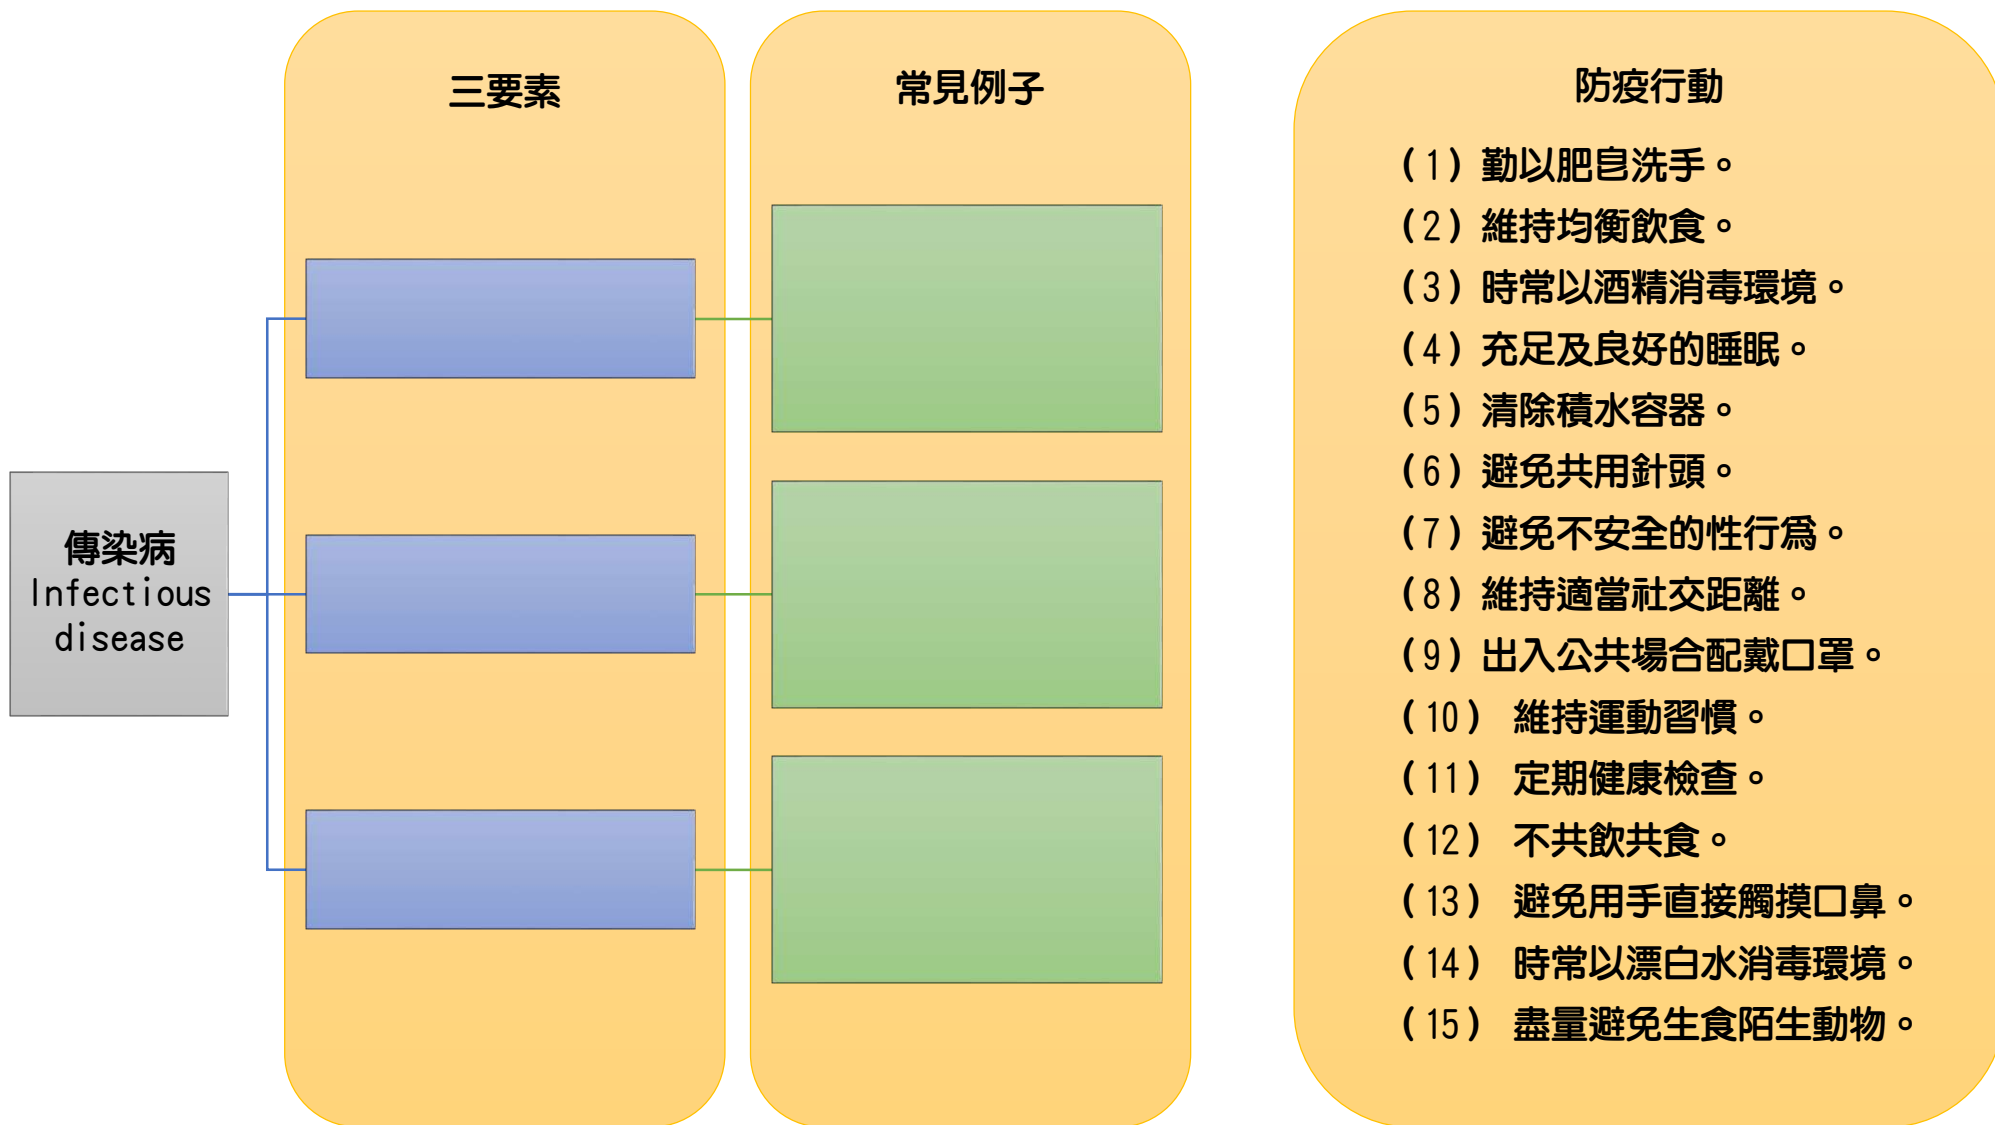 傳染病
Infectious
disease
三要素
常見例子
防疫行動
(1)勤以肥皂洗手。
(2)維持均衡飲食。
(3)時常以酒精消毒環境。
(4)充足及良好的睡眠。
(5)清除積水容器。
(6)避免共用針頭。
(7)避免不安全的性行為。
(8)維持適當社交距離。
(9)出入公共場合配戴口罩。
(10) 維持運動習慣。
(11) 定期健康檢查。
(12) 不共飲共食。
(13) 避免用手直接觸摸口鼻。
(14) 時常以漂白水消毒環境。
(15) 盡量避免生食陌生動物。